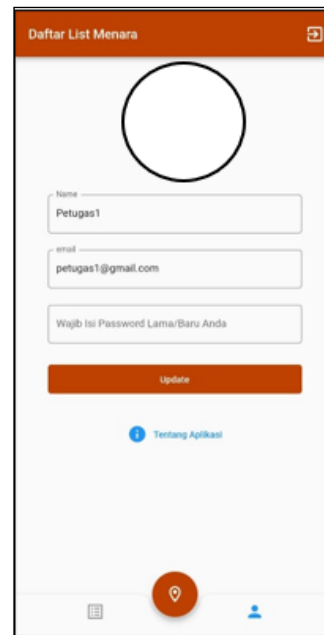 Daftar List Menara
Name
Petugas1
email
petugas1@gmail.com
Wajib Isi Password Lama/Baru Anda
Update
Tentang Aplikasi